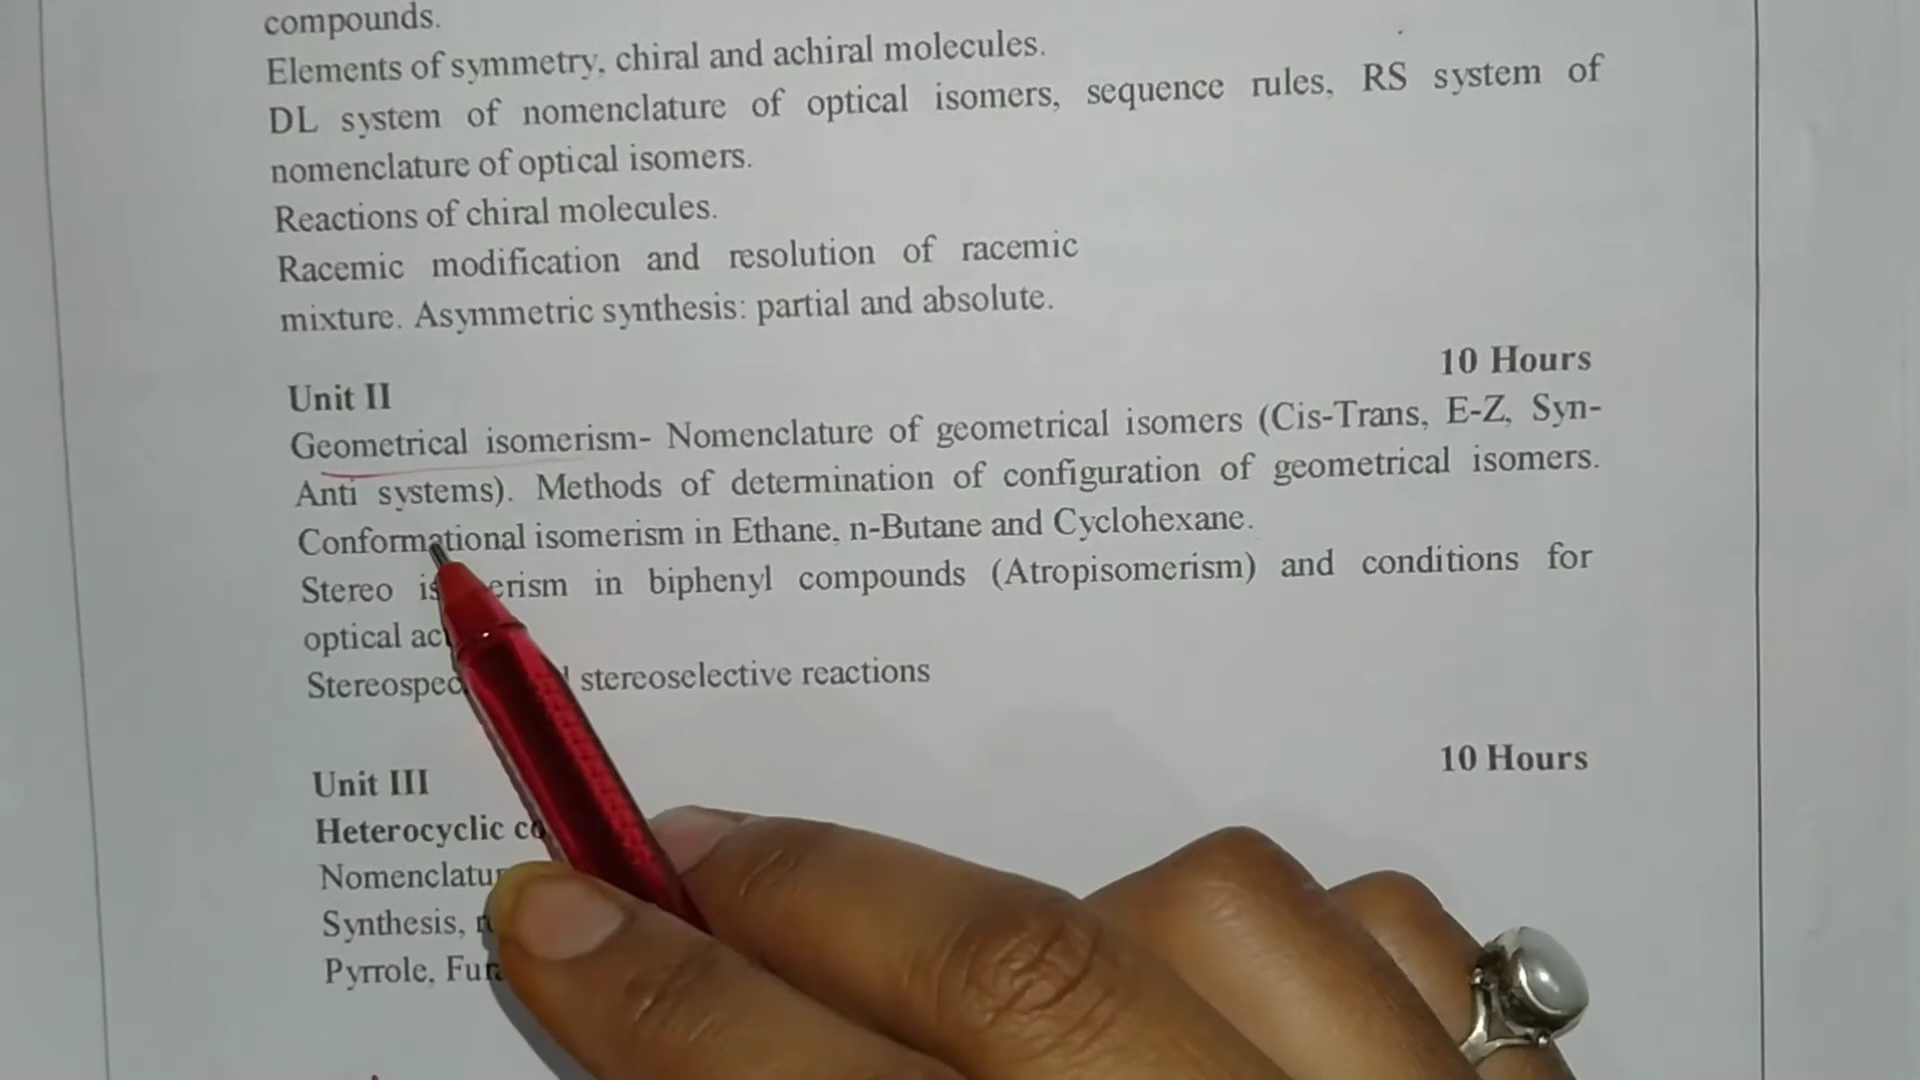 compounds.
Elements of symmetry, chiral and achiral molecules.
DL system of nomenclature of optical isomers, sequence rules, RS system of
nomenclature of optical isomers.
Reactions of chiral molecules.
Racemic modification and resolution of racemic
mixture. Asymmetric synthesis: partial and absolute.
10 Hours
Unit II
Geometrical isomerism- Nomenclature of geometrical isomers (Cis-Trans, E-Z, Syn-
Anti systems). Methods of determination of configuration of geometrical isomers.
Conformational isomerism in Ethane, n-Butane and Cyclohexane.
Stereo in biphenyl compounds (Atropisomerism) and conditions for
optical
stereoselective reactions
10 Hours
Unit III
Heterocyclic
Synthesis,
Pyrrole,